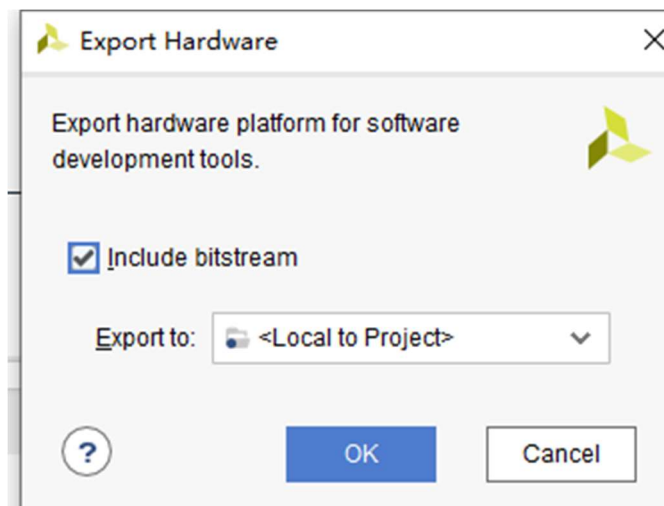 Export Hardware
Export hardware platform for software
development tools.
Include bitstream
Export to: <Local to Project>
?
OK Cancel